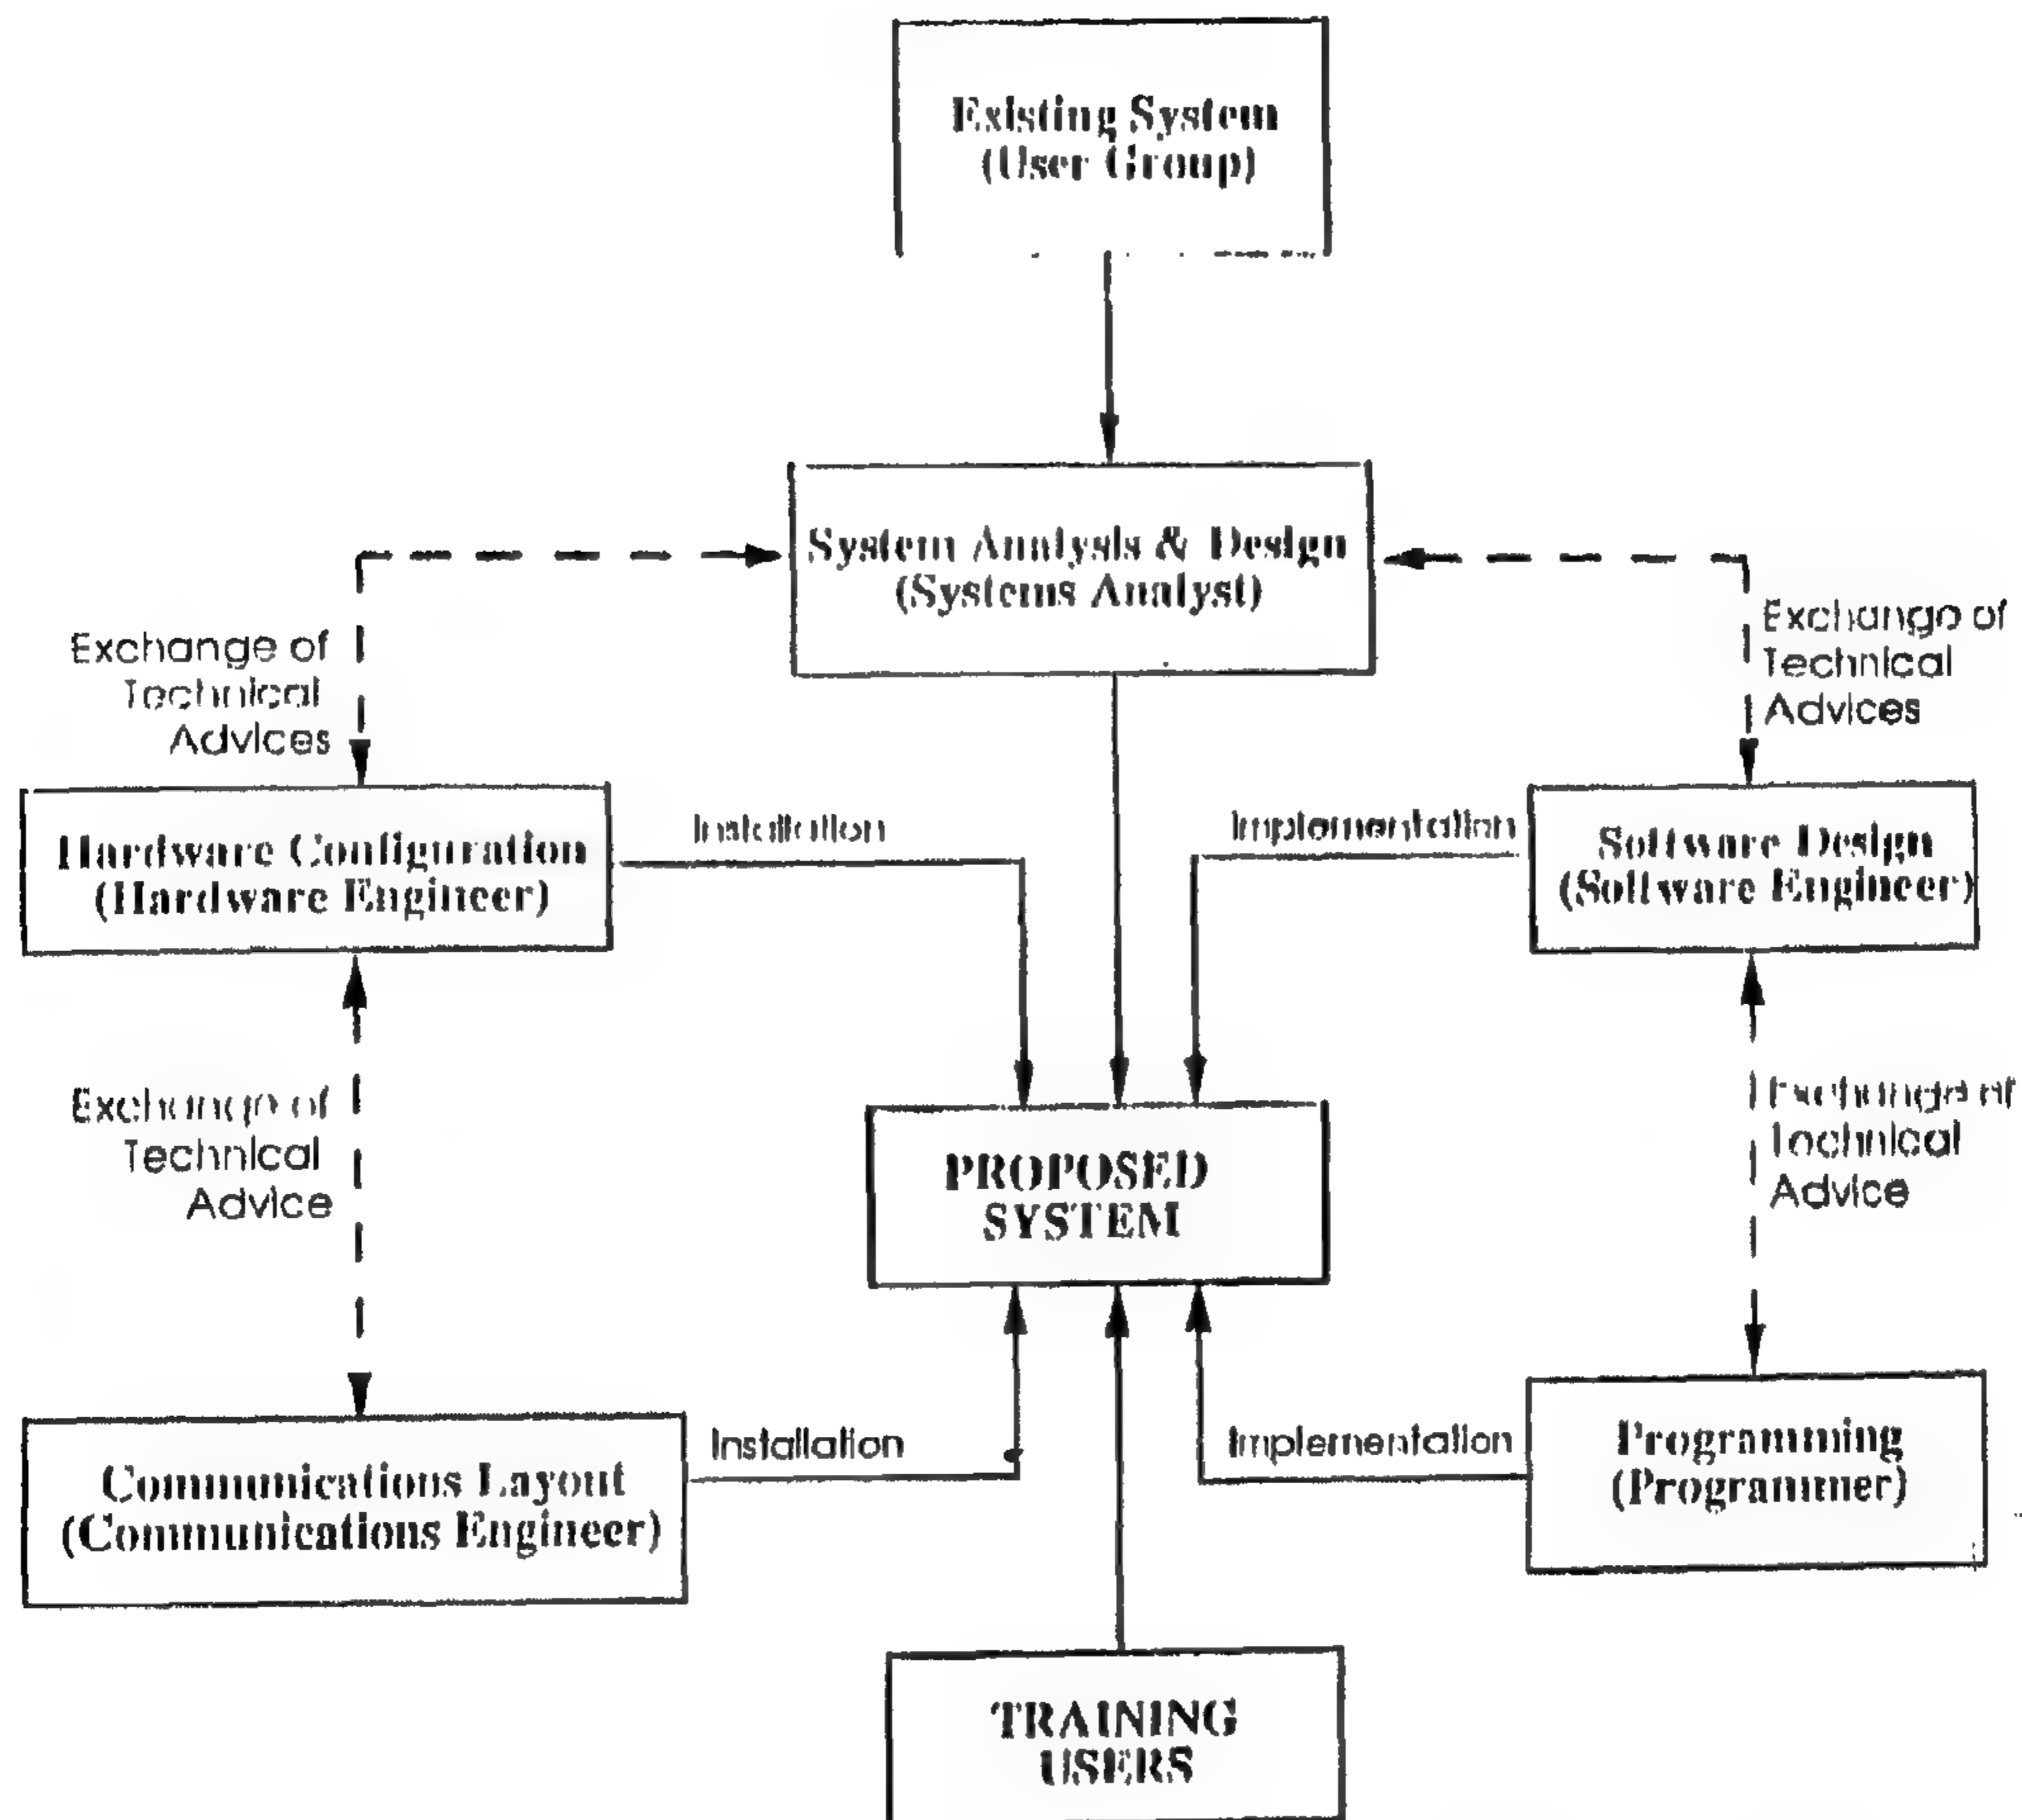 Existing System
(User Group)
System Analysis & Design
(Systems Analyst)
Exchange of
Technical
Advices
Exchange of
Technical
Advices
Hardware Configuration
(Hardware Engineer)
Installation
Implementation
Software Design
(Software Engineer)
Exchange of
Technical
Advice
PROPOSED
SYSTEM
Exchange of
Technical
Advice
Communications Layout
(Communications Engineer)
Installation
Implementation
Programming
(Programmer)
TRAINING
USERS